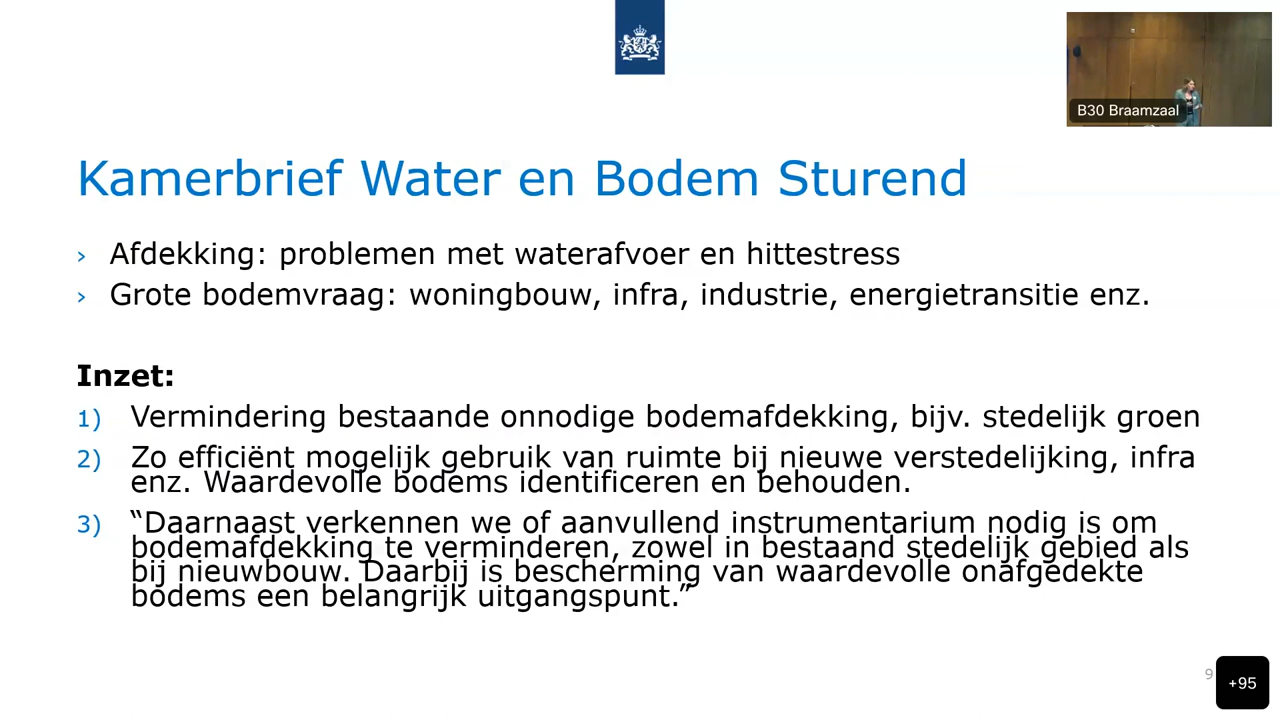 B30 Braamzaal
Kamerbrief Water en Bodem Sturend
› Afdekking: problemen met waterafvoer en hittestress
› Grote bodemvraag: woningbouw, infra, industrie, energietransitie enz.
Inzet:
1) Vermindering bestaande onnodige bodemafdekking, bijv. stedelijk groen
2) Zo efficiënt mogelijk gebruik van ruimte bij nieuwe verstedelijking, infra
enz. Waardevolle bodems identificeren en behouden.
3) “Daarnaast verkennen we of aanvullend instrumentarium nodig is om
bodemafdekking te verminderen, zowel in bestaand stedelijk gebied als
bij nieuwbouw. Daarbij is bescherming van waardevolle onafgedekte
bodems een belangrijk uitgangspunt.”
9
+95